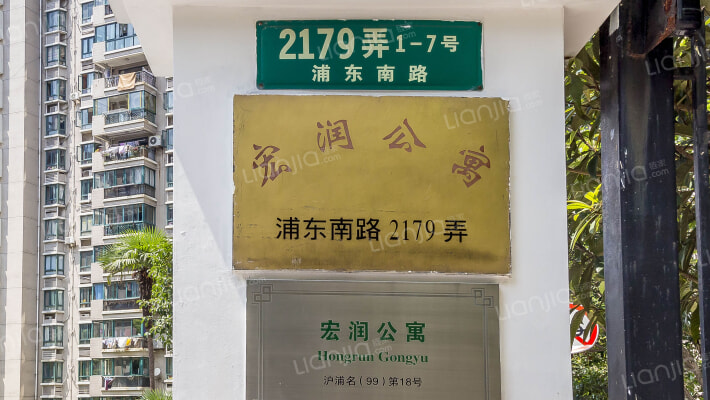 2179弄1-7号
浦东南路
宏润公寓
浦东南路2179弄
宏润公寓
Hongrun Gongyu
沪浦名(99)第18号